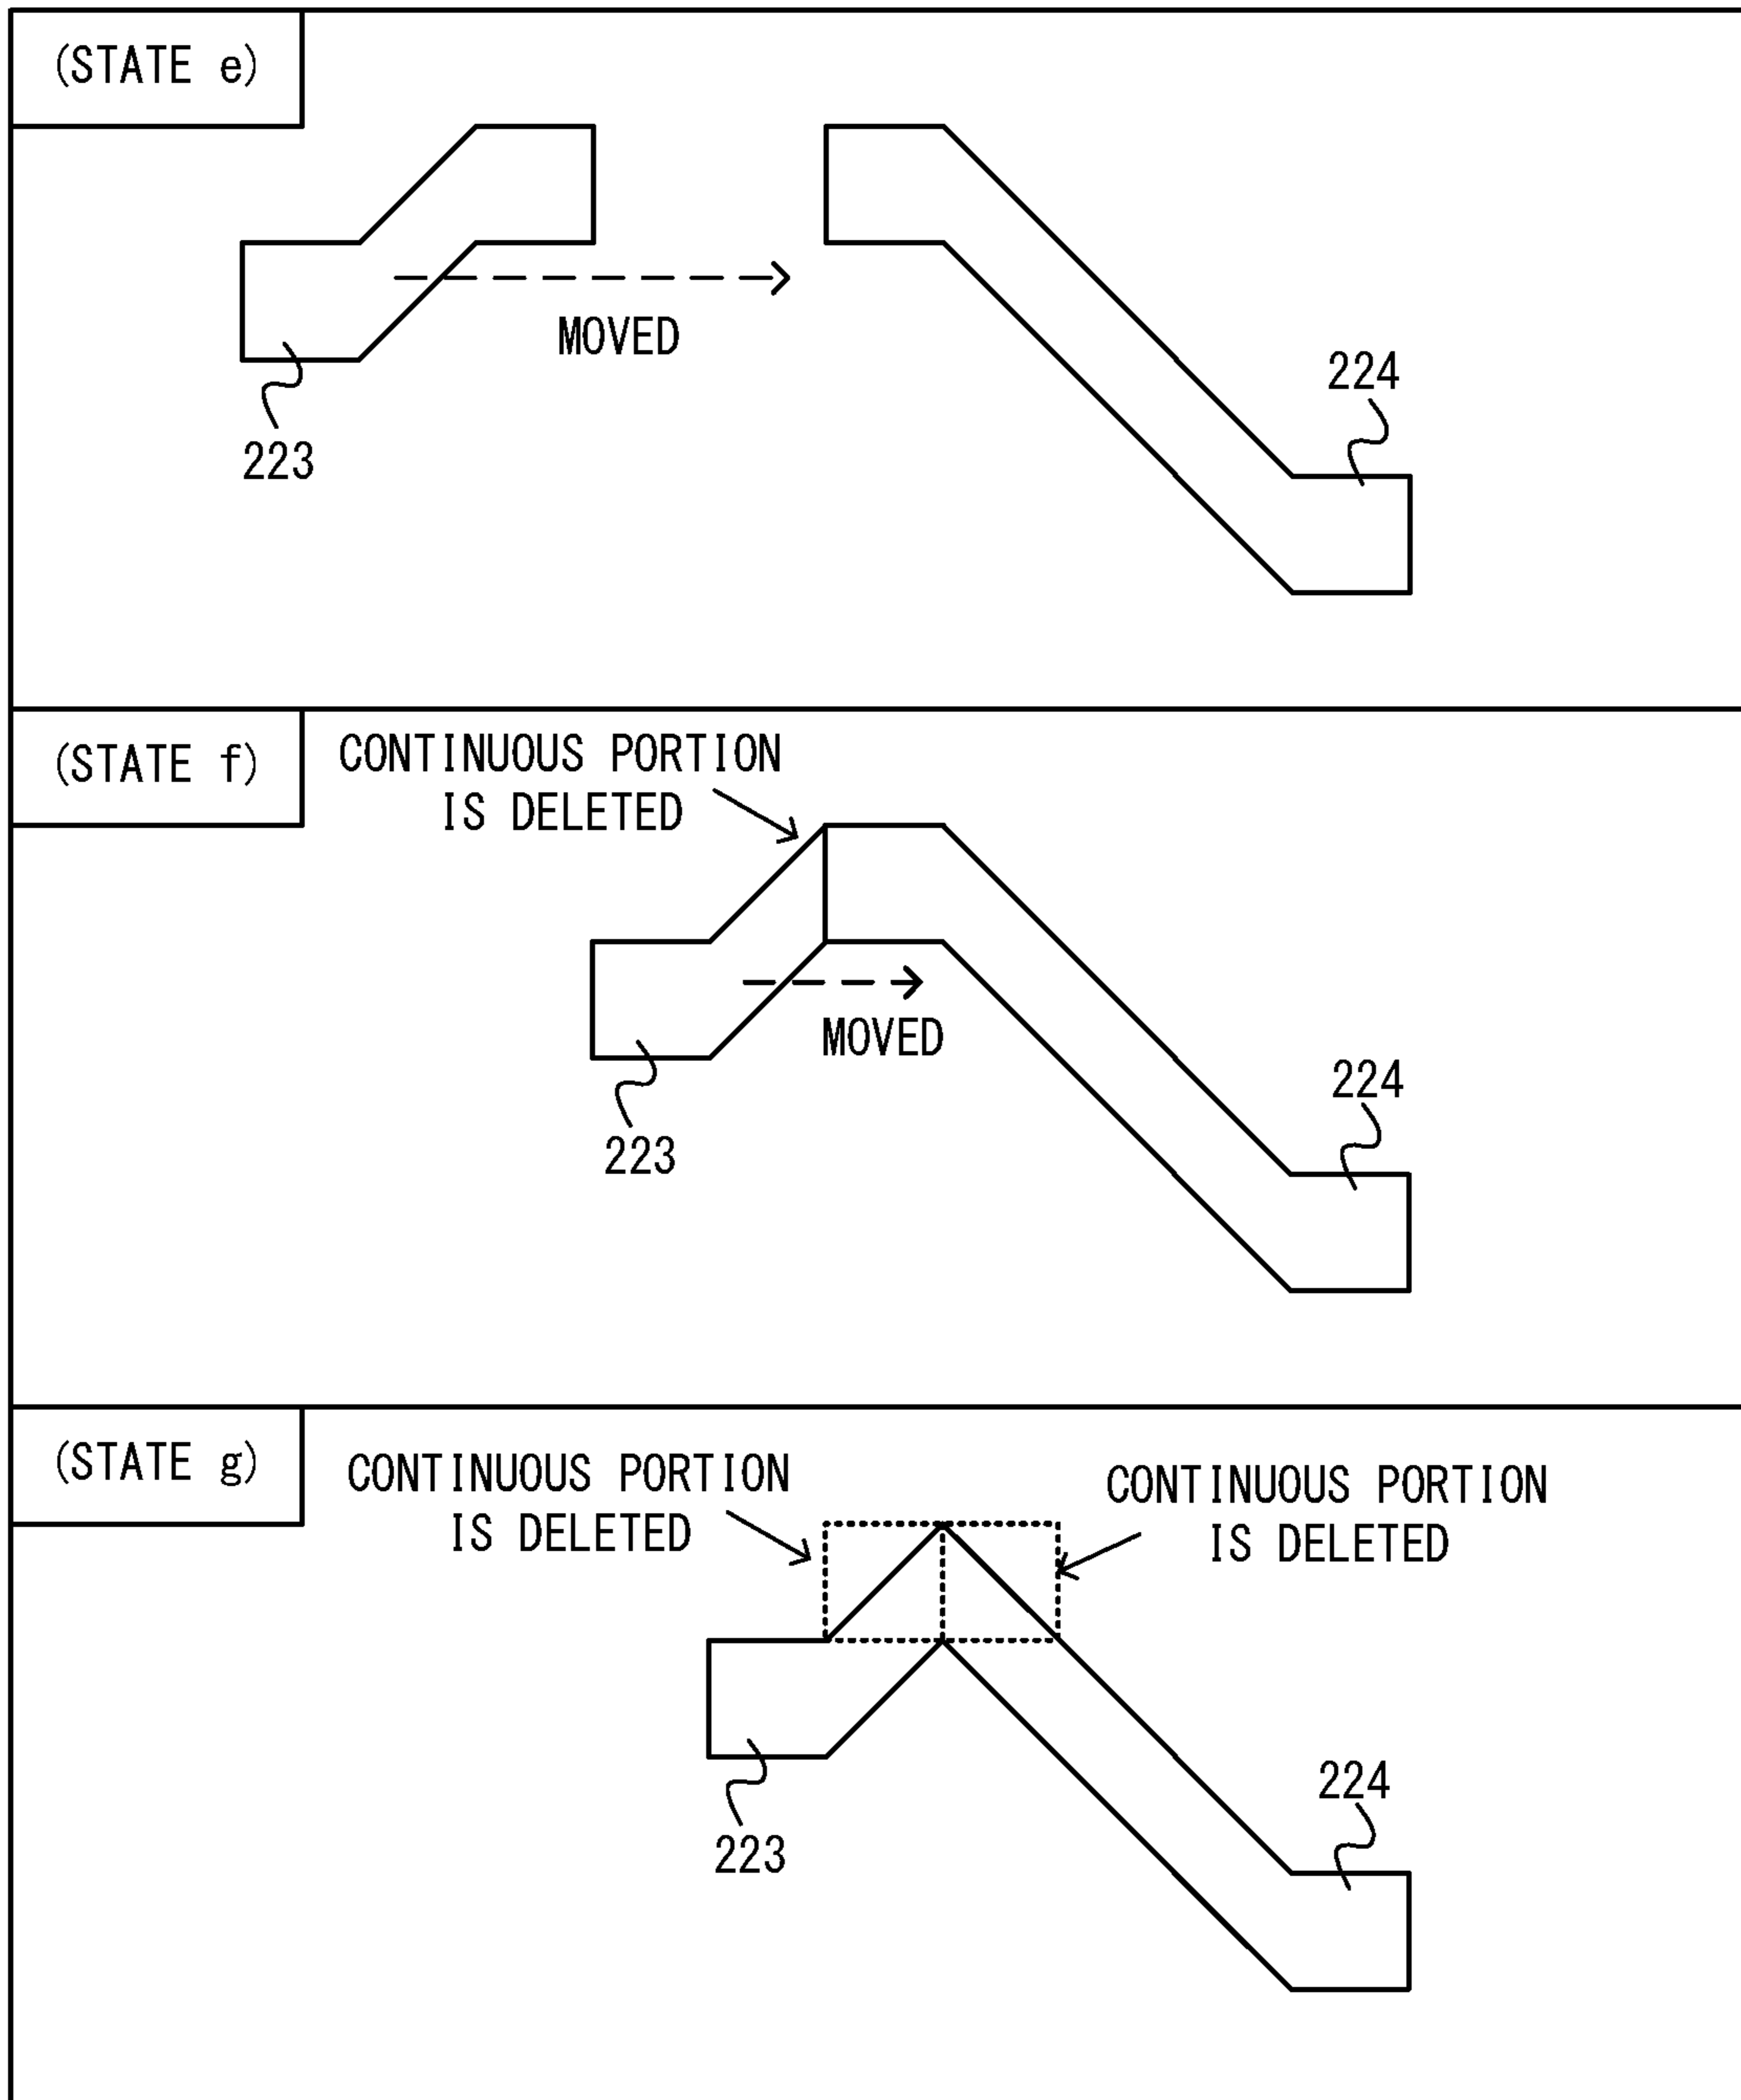 (STATE e)
MOVED
224
223
(STATE f)
CONTINUOUS PORTION
IS DELETED
MOVED
224
223
(STATE g)
CONTINUOUS PORTION
IS DELETED
CONTINUOUS PORTION
IS DELETED
224
223